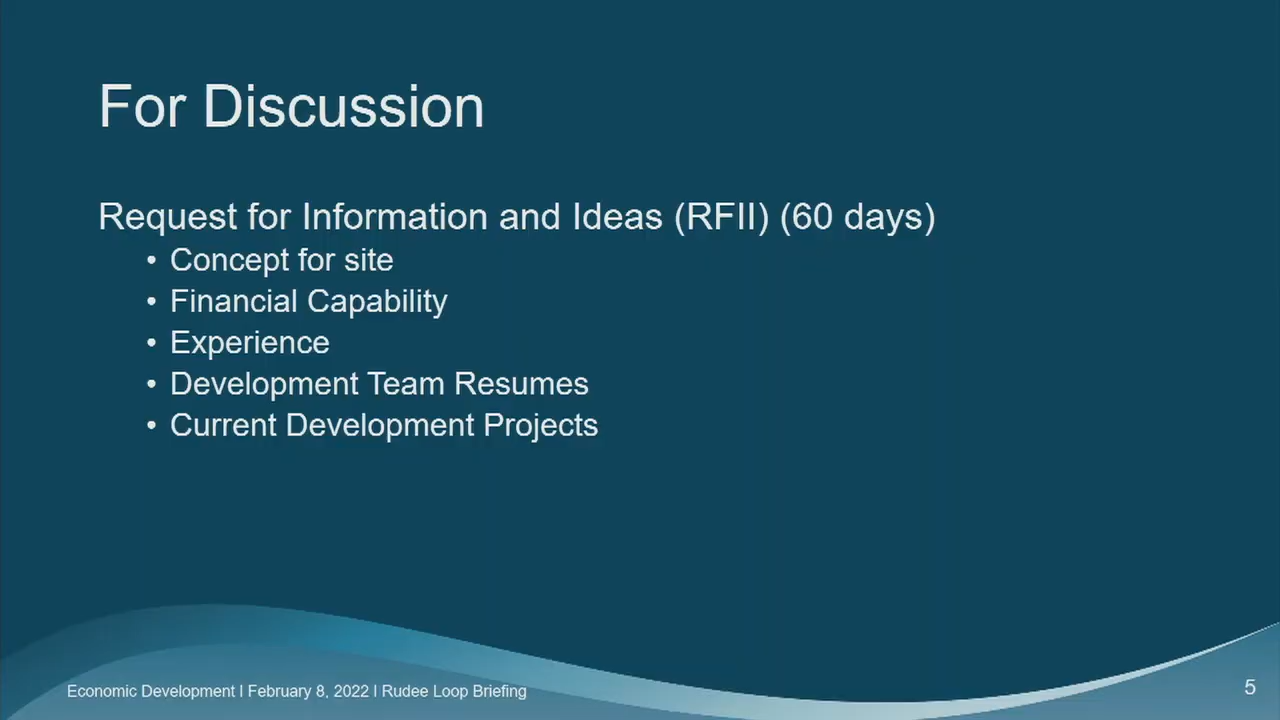 For Discussion
Request for Information and Ideas (RFII) (60 days)
• Concept for site
• Financial Capability
• Experience
• Development Team Resumes
• Current Development Projects
Economic Development I February 8, 2022 I Rudee Loop Briefing
5